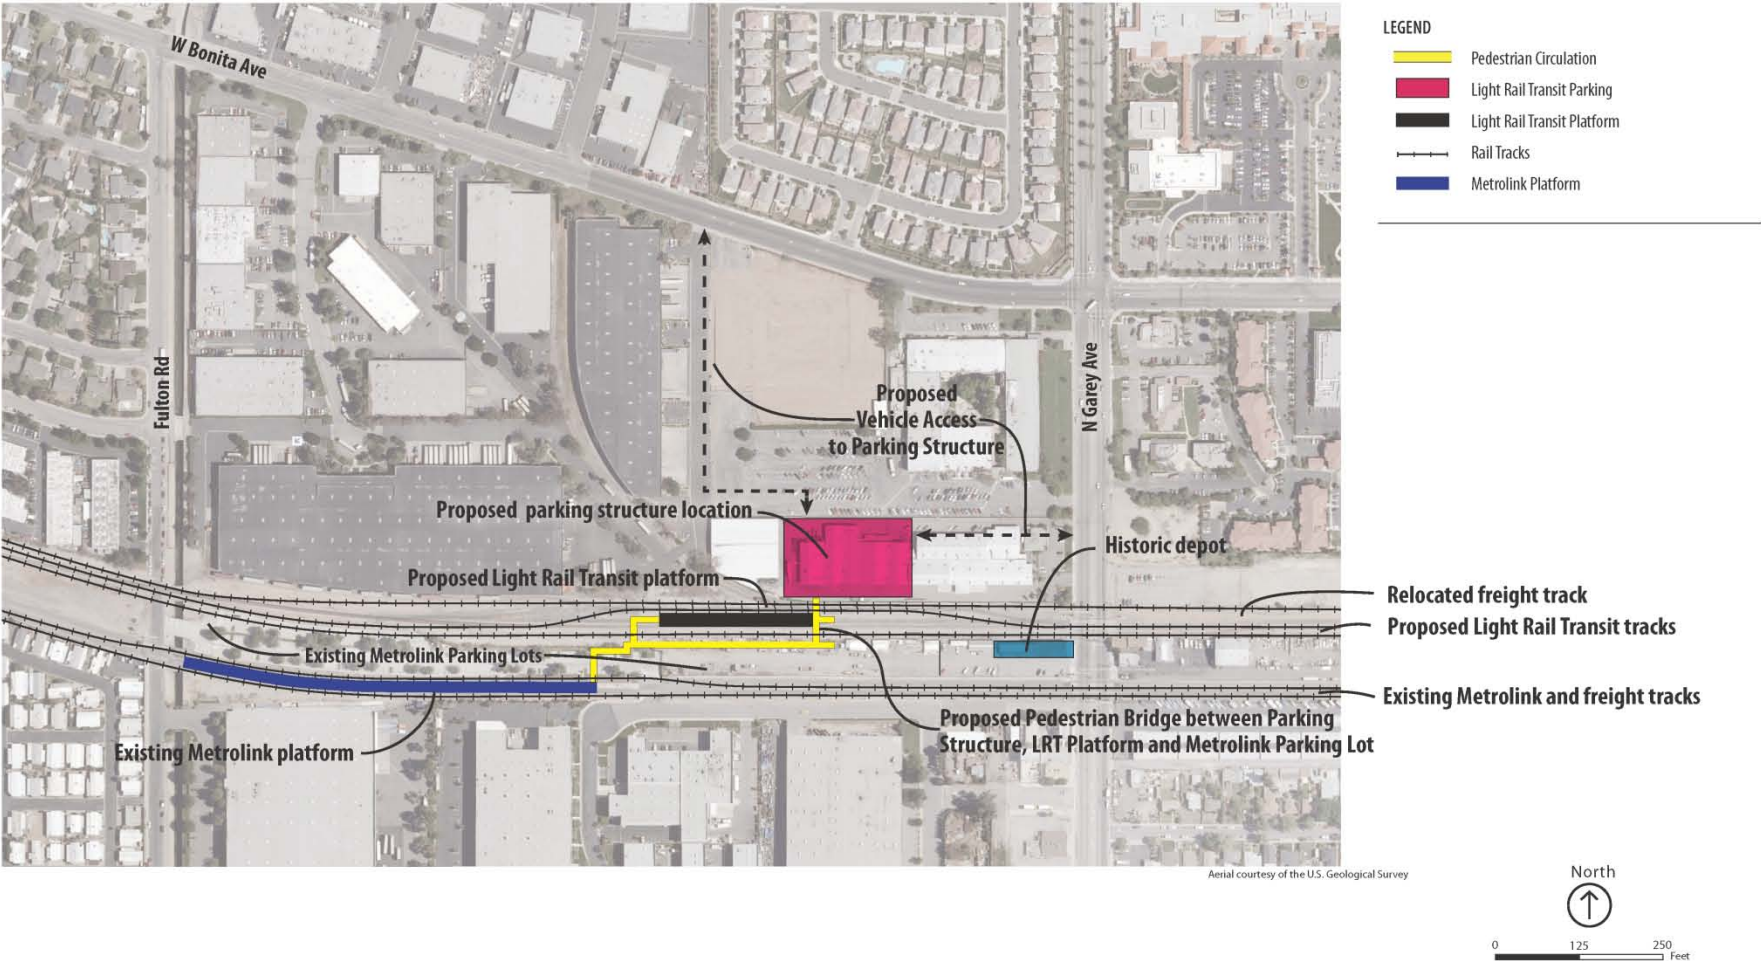 W Bonita Ave
LEGEND
Pedestrian Circulation
Light Rail Transit Parking
Light Rail Transit Platform
Rail Tracks
Metrolink Platform
Fulton Rd
N Garey Ave
Proposed
Vehicle Access
to Parking Structure
Proposed parking structure location
Historic depot
Proposed Light Rail Transit platform
Relocated freight track
Proposed Light Rail Transit tracks
Existing Metrolink Parking Lots
Existing Metrolink and freight tracks
Proposed Pedestrian Bridge between Parking
Structure, LRT Platform and Metrolink Parking Lot
Existing Metrolink platform
Aerial courtesy of the U.S. Geological Survey
North
0 125 250
Feet